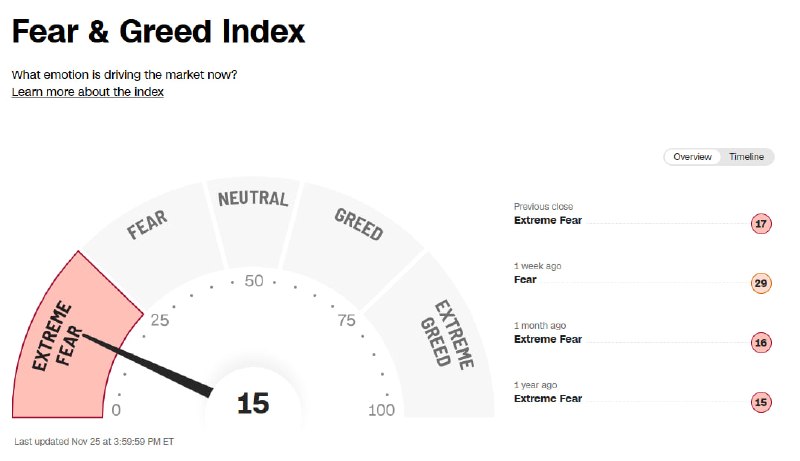 Fear & Greed Index
What emotion is driving the market now?
Learn more about the index
Overview
Timeline
EXTREME
FEAR
FEAR
NEUTRAL
GREED
EXTREME
GREED
0
25
50
75
100
15
Last updated Nov 25 at 3:59:59 PM ET
Previous close
Extreme Fear
17
1 week ago
Fear
29
1 month ago
Extreme Fear
16
1 year ago
Extreme Fear
15